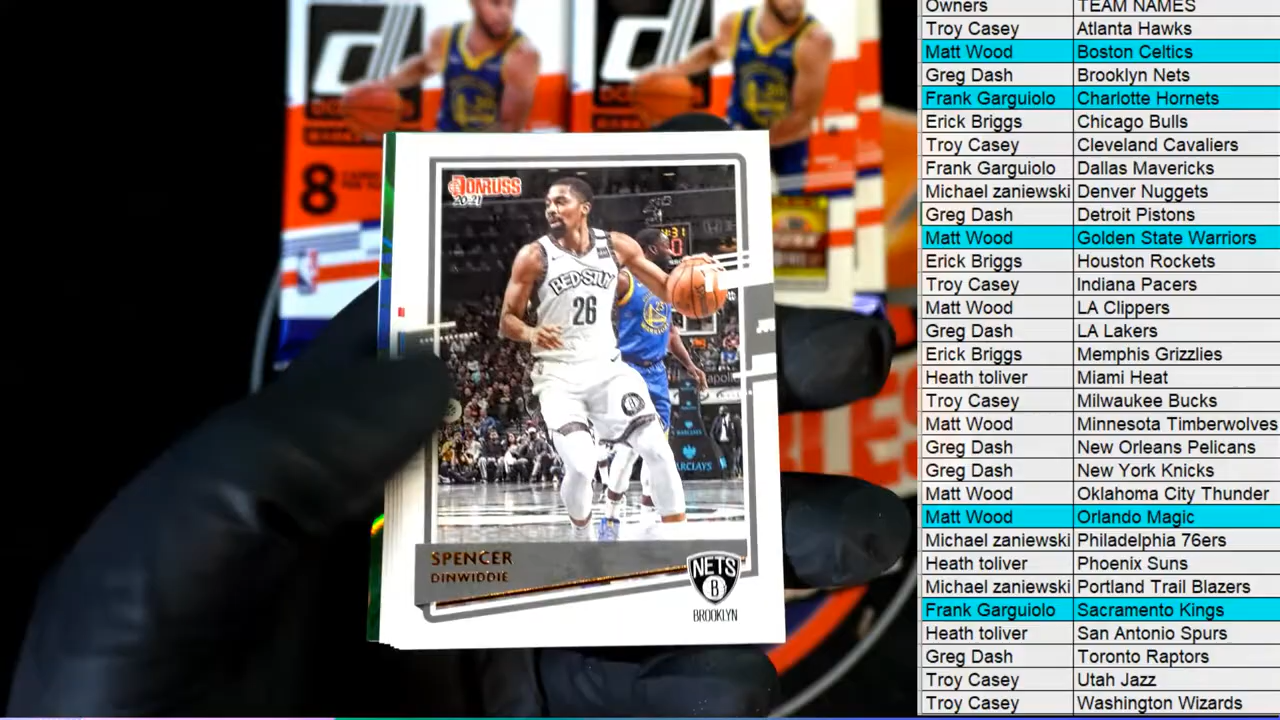 Owners TEAM NAMES
Troy Casey Atlanta Hawks
Matt Wood Boston Celtics
Greg Dash Brooklyn Nets
Frank Garguiolo Charlotte Hornets
Erick Briggs Chicago Bulls
Troy Casey Cleveland Cavaliers
Frank Garguiolo Dallas Mavericks
Michael zaniewski Denver Nuggets
Greg Dash Detroit Pistons
Matt Wood Golden State Warriors
Erick Briggs Houston Rockets
Troy Casey Indiana Pacers
Matt Wood LA Clippers
Greg Dash LA Lakers
Erick Briggs Memphis Grizzlies
Heath toliver Miami Heat
Troy Casey Milwaukee Bucks
Matt Wood Minnesota Timberwolves
Greg Dash New Orleans Pelicans
Greg Dash New York Knicks
Matt Wood Oklahoma City Thunder
Matt Wood Orlando Magic
Michael zaniewski Philadelphia 76ers
Heath toliver Phoenix Suns
Michael zaniewski Portland Trail Blazers
Frank Garguiolo Sacramento Kings
Heath toliver San Antonio Spurs
Greg Dash Toronto Raptors
Troy Casey Utah Jazz
Troy Casey Washington Wizards
8
DONRUSS
20-21
BED-STUY
26
BARCLAYS
SPENCER
DINWIDDIE
NETS
B
BROOKLYN